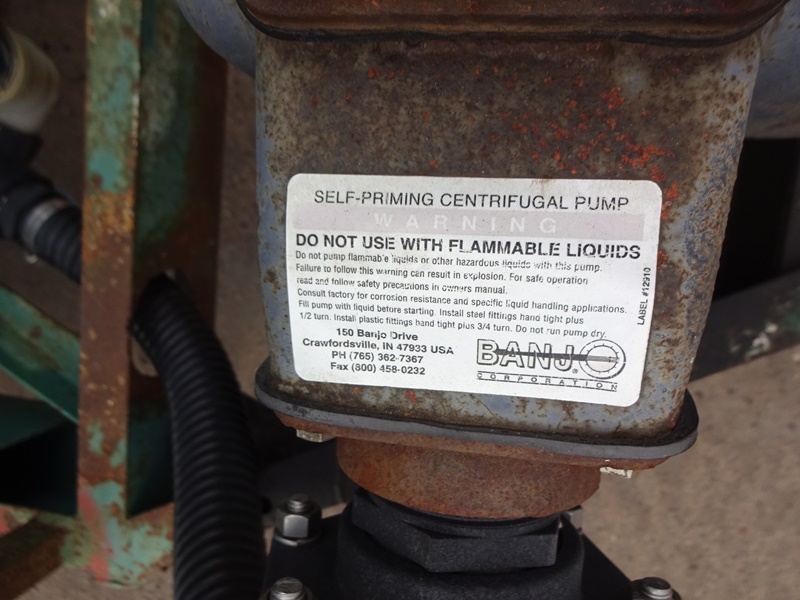 SELF-PRIMING CENTRIFUGAL PUMP
WARNING
DO NOT USE WITH FLAMMABLE LIQUIDS
Do not pump flammable liquids or other hazardous liquids with this pump.
Failure to follow this warning can result in explosion. For safe operation
read and follow safety precautions in owners manual.
Consult factory for corrosion resistance and specific liquid handling applications.
Fill pump with liquid before starting. Install steel fittings hand tight plus
1/2 turn. Install plastic fittings hand tight plus 3/4 turn. Do not run pump dry.
150 Banjo Drive
Crawfordsville, IN 47933 USA
PH (765) 362-7367
Fax (800) 458-0232
BANJO®
CORPORATION
LABEL #12910